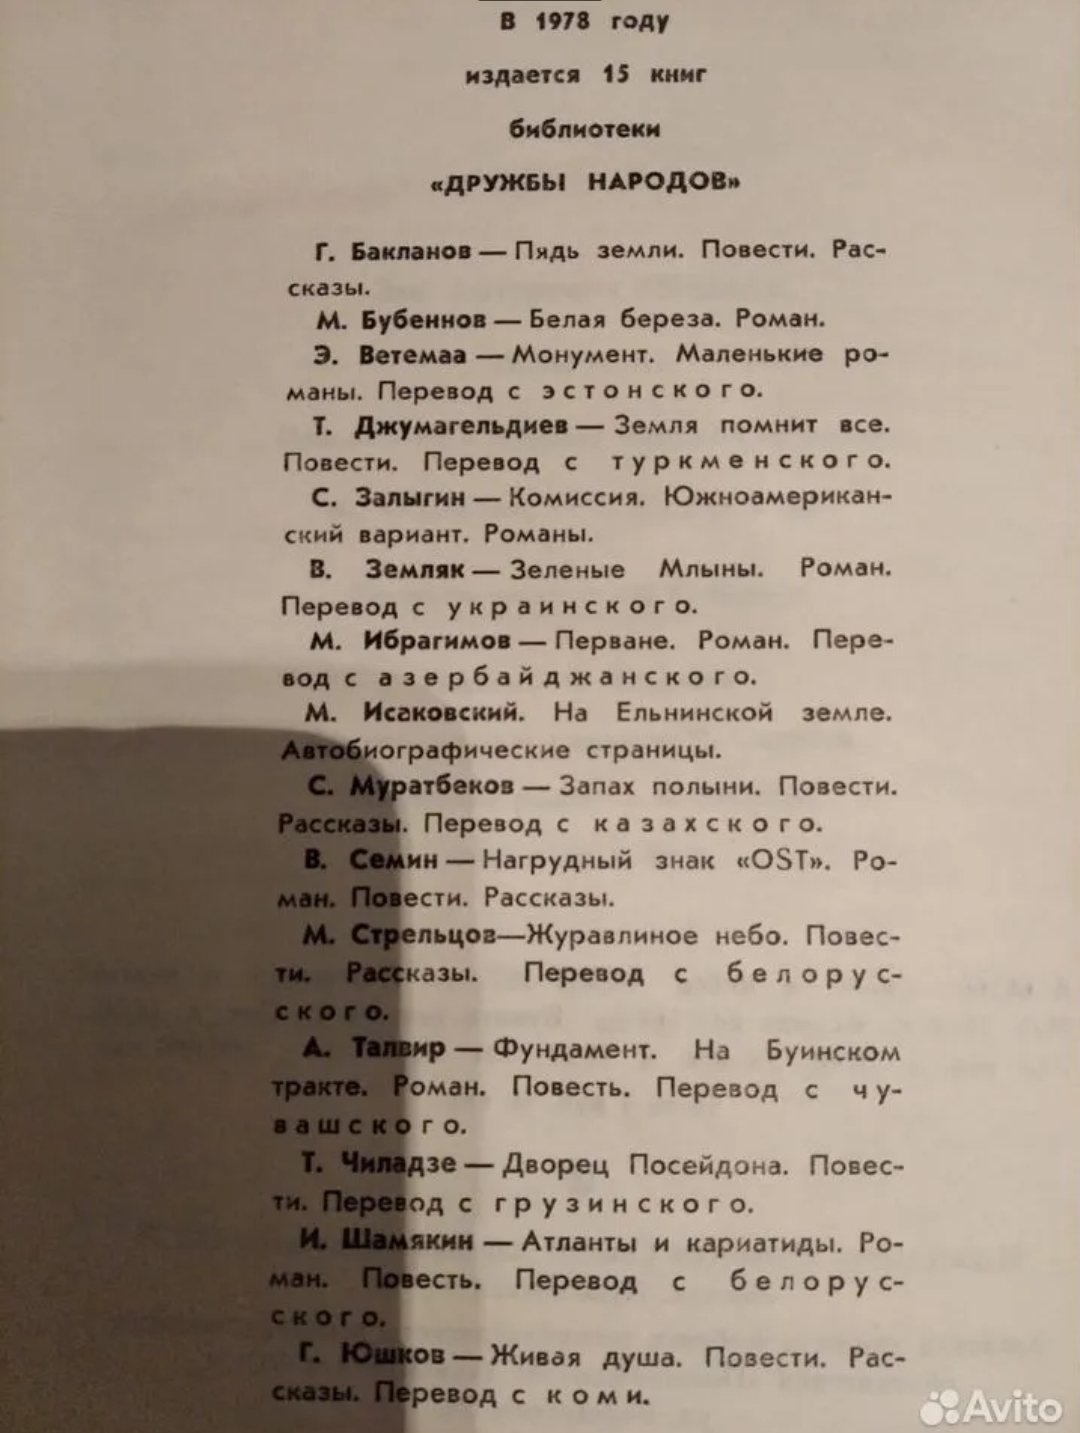 В 1978 году
издается 15 книг
библиотеки
«ДРУЖБЫ НАРОДОВ»
Г. Бакланов — Пядь земли. Повести. Рас-
сказы.
М. Бубеннов — Белая береза. Роман.
Э. Ветемаа — Монумент. Маленькие ро-
маны. Перевод с эстонского.
Т. Джумагельдиев — Земля помнит все.
Повести. Перевод с туркменского.
С. Залыгин — Комиссия. Южноамерикан-
ский вариант. Романы.
В. Земляк — Зеленые Млыны. Роман.
Перевод с украинского.
М. Ибрагимов — Перване. Роман. Пере-
вод с азербайджанского.
М. Исаковский. На Ельнинской земле.
Автобиографические страницы.
С. Муратбеков — Запах полыни. Повести.
Рассказы. Перевод с казахского.
В. Семин — Нагрудный знак «OST». Ро-
ман. Повести. Рассказы.
М. Стрельцов—Журавлиное небо. Повес-
ти. Рассказы. Перевод с белорус-
ского.
А. Талвир — Фундамент. На Буинском
тракте. Роман. Повесть. Перевод с чу-
вашского.
Т. Чиладзе — Дворец Посейдона. Повес-
ти. Перевод с грузинского.
И. Шамякин — Атланты и кариатиды. Ро-
ман. Повесть. Перевод с белорус-
ского.
Г. Юшков — Живая душа. Повести. Рас-
сказы. Перевод с коми.
Avito